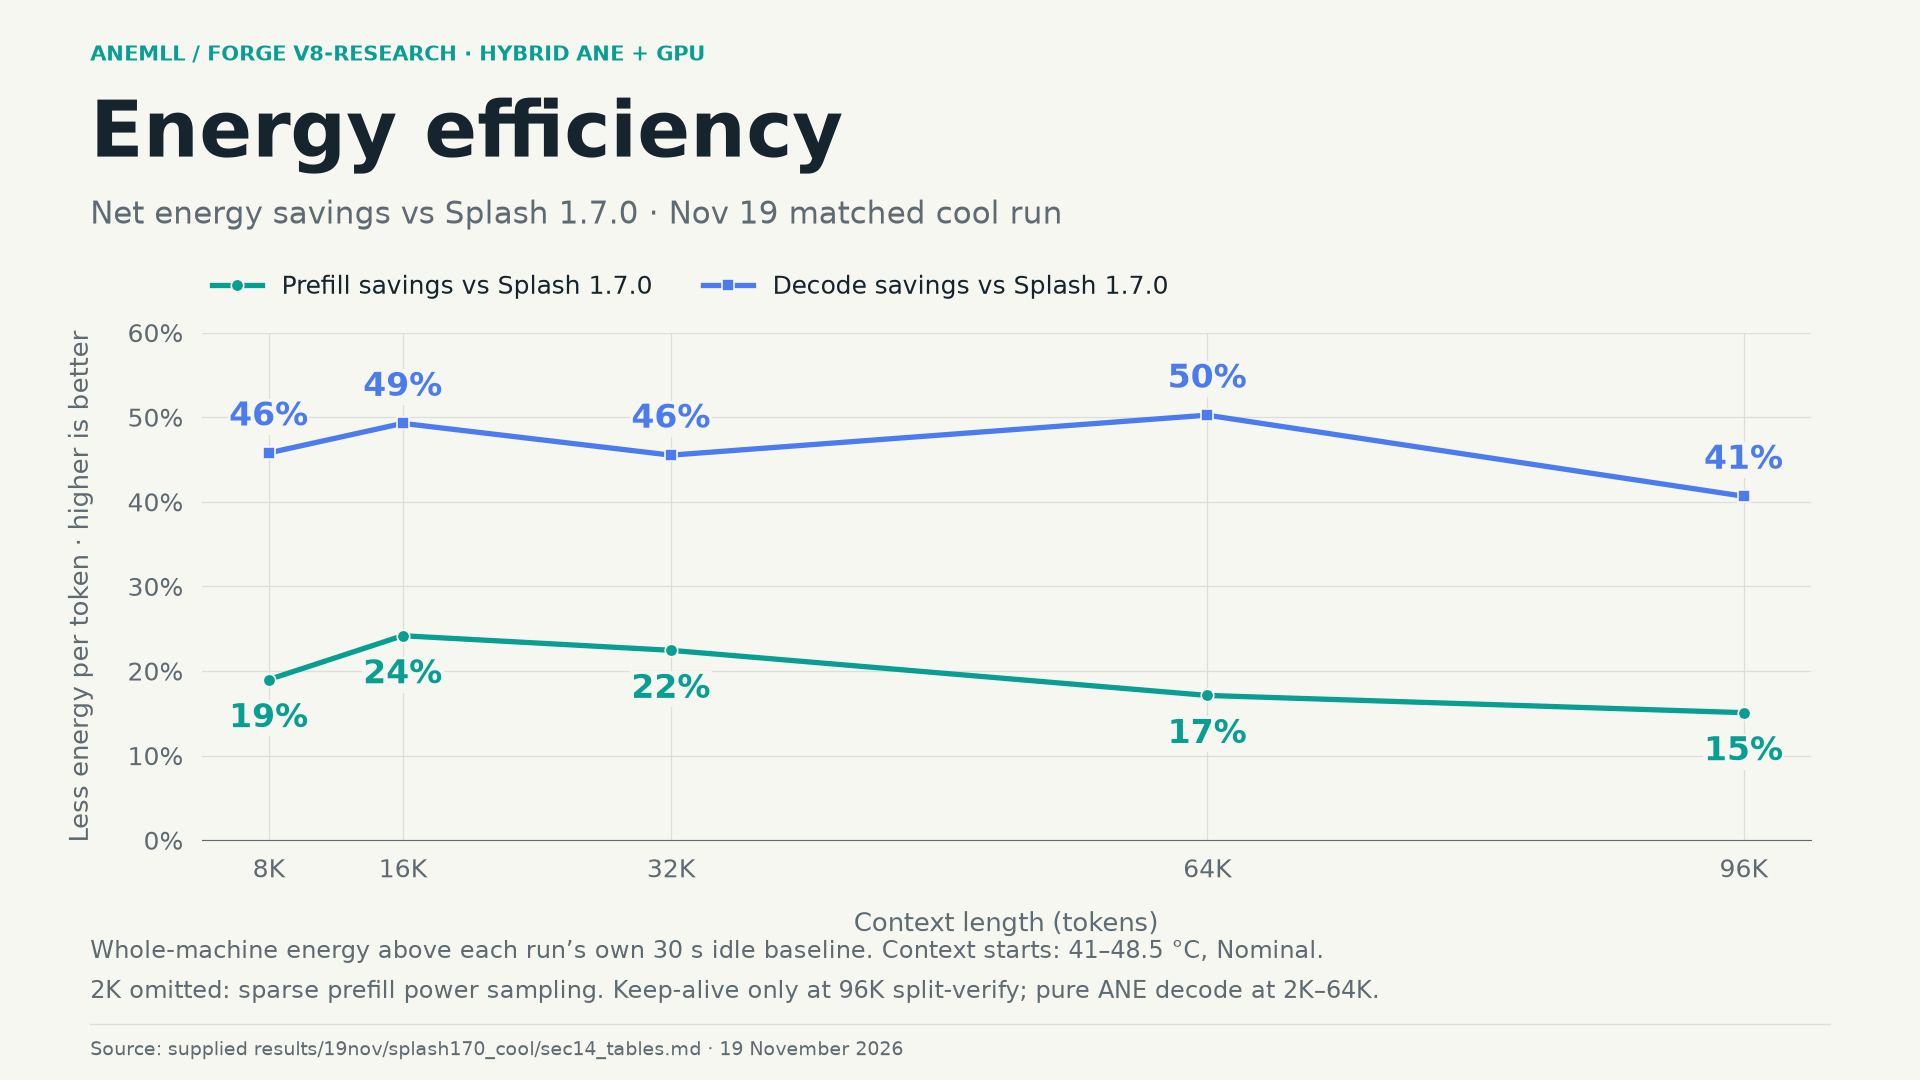 ANEMLL / FORGE V8-RESEARCH · HYBRID ANE + GPU
Energy efficiency
Net energy savings vs Splash 1.7.0 · Nov 19 matched cool run
Prefill savings vs Splash 1.7.0
Decode savings vs Splash 1.7.0
Less energy per token · higher is better
60%
50%
40%
30%
20%
10%
0%
46%
49%
46%
50%
41%
19%
24%
22%
17%
15%
8K
16K
32K
64K
96K
Context length (tokens)
Whole-machine energy above each run’s own 30 s idle baseline. Context starts: 41–48.5 °C, Nominal.
2K omitted: sparse prefill power sampling. Keep-alive only at 96K split-verify; pure ANE decode at 2K–64K.
Source: supplied results/19nov/splash170_cool/sec14_tables.md · 19 November 2026